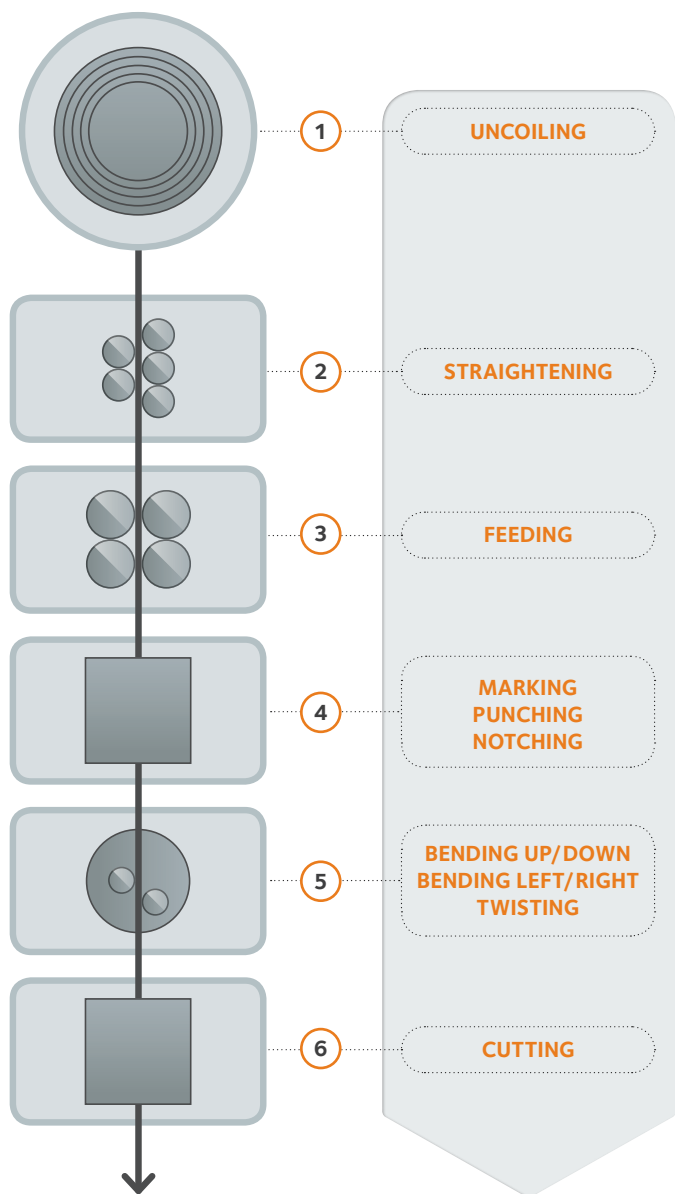 1
UNCOILING
2
STRAIGHTENING
3
FEEDING
4
MARKING
PUNCHING
NOTCHING
5
BENDING UP/DOWN
BENDING LEFT/RIGHT
TWISTING
6
CUTTING